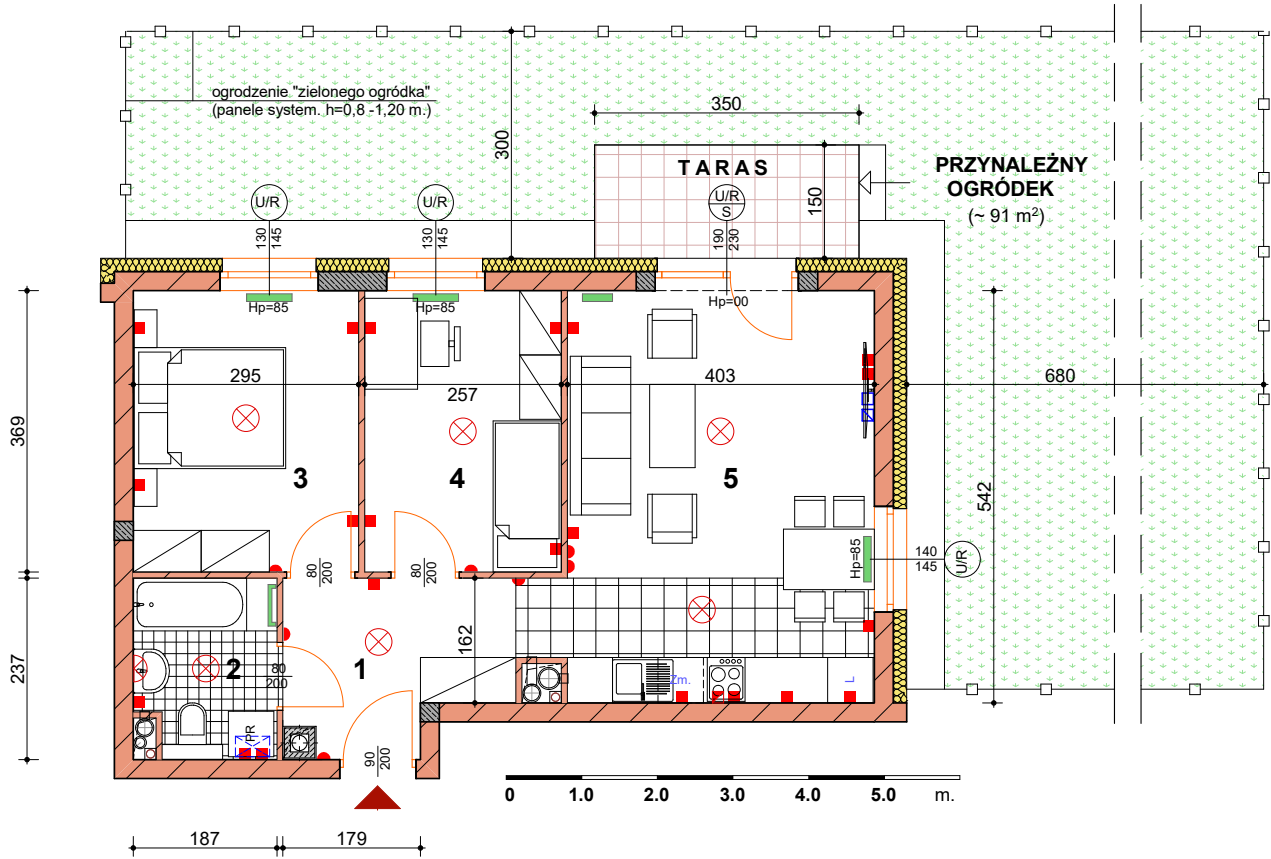 ogrodzenie "zielonego ogródka"
(panele system. h=0,8 -1,20 m.)
300
350
TARAS
150
PRZYNALEŻNY
OGRÓDEK
(~ 91 m²)
U/R
130
145
U/R
130
145
U/R
S
190
230
Hp=85
Hp=85
Hp=00
295
257
403
680
369
3
4
5
542
Hp=85
140
145
U/R
80
200
80
200
237
2
80
200
1
162
Zm.
L
PR
90
200
0 1.0 2.0 3.0 4.0 5.0 m.
187
179